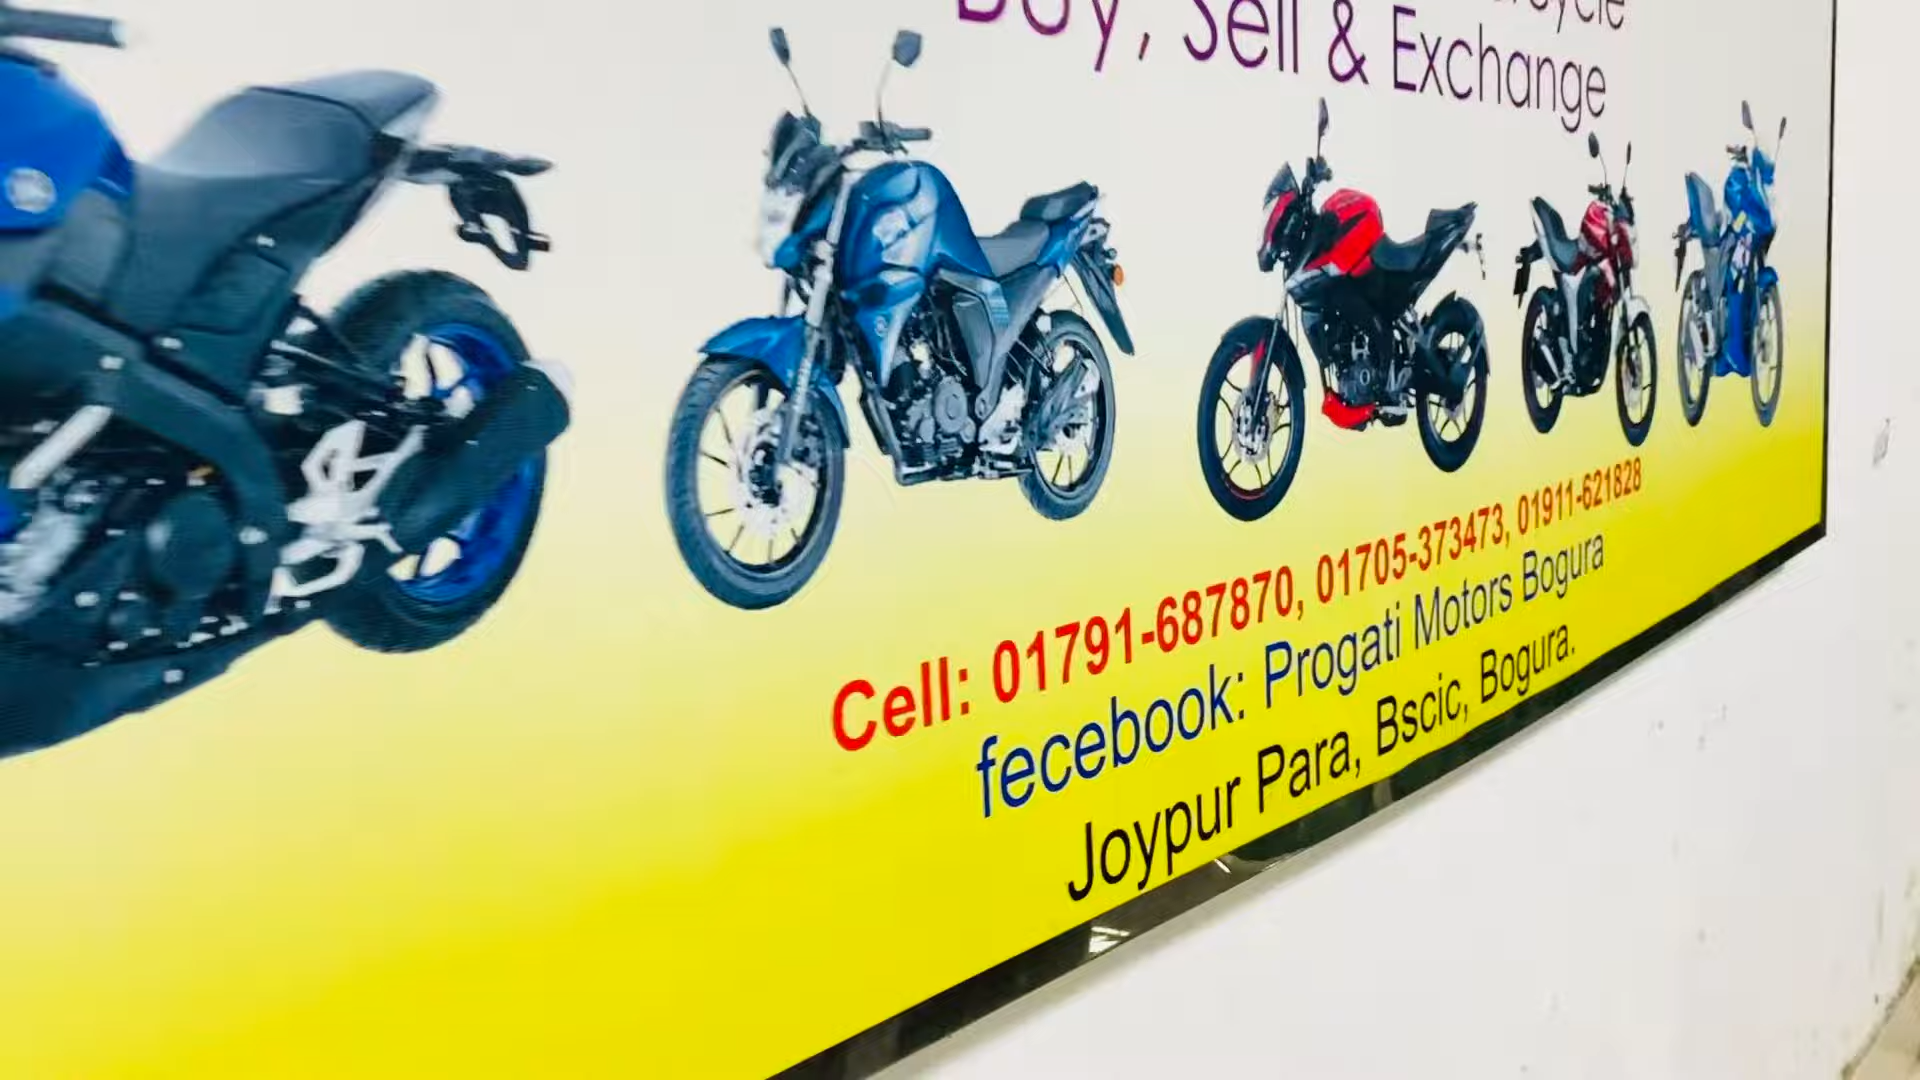 Buy, Sell & Exchange
Cell: 01791-687870, 01705-373473, 01911-621828
fecebook: Progati Motors Bogura
Joypur Para, Bscic, Bogura.